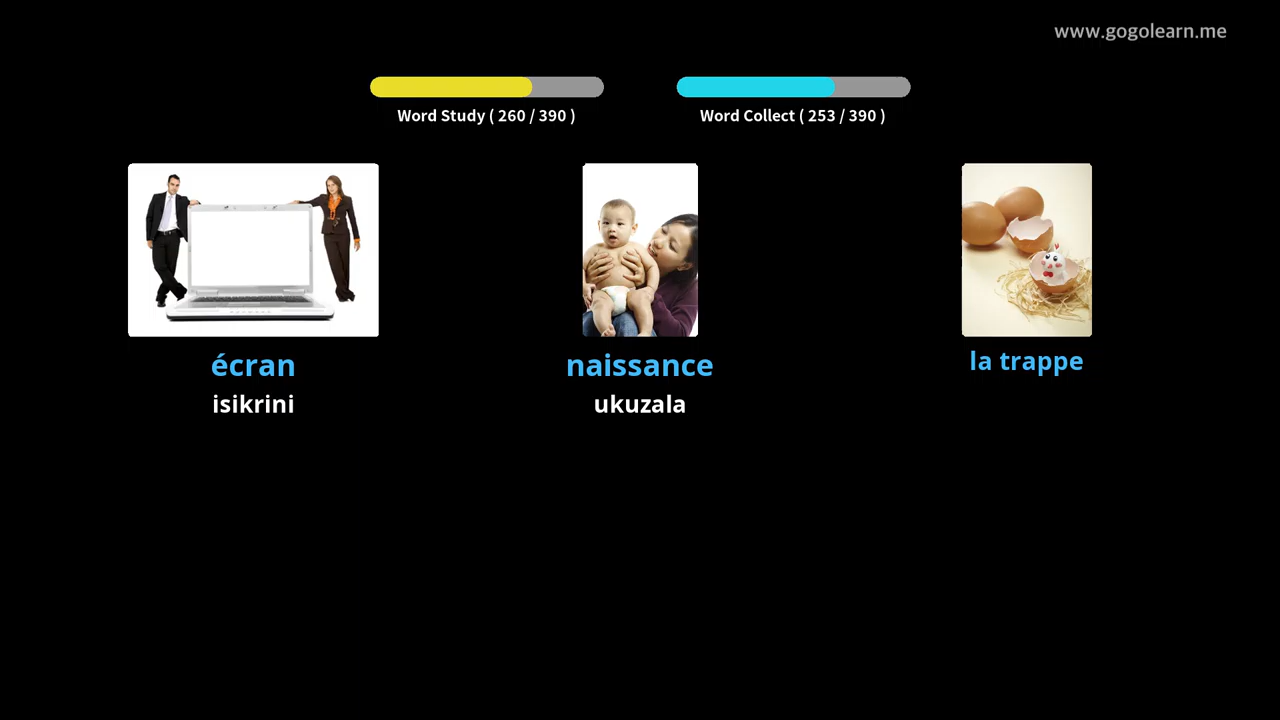 www.gogolearn.me
Word Study ( 260 / 390 )
Word Collect ( 253 / 390 )
écran
isikrini
naissance
ukuzala
la trappe